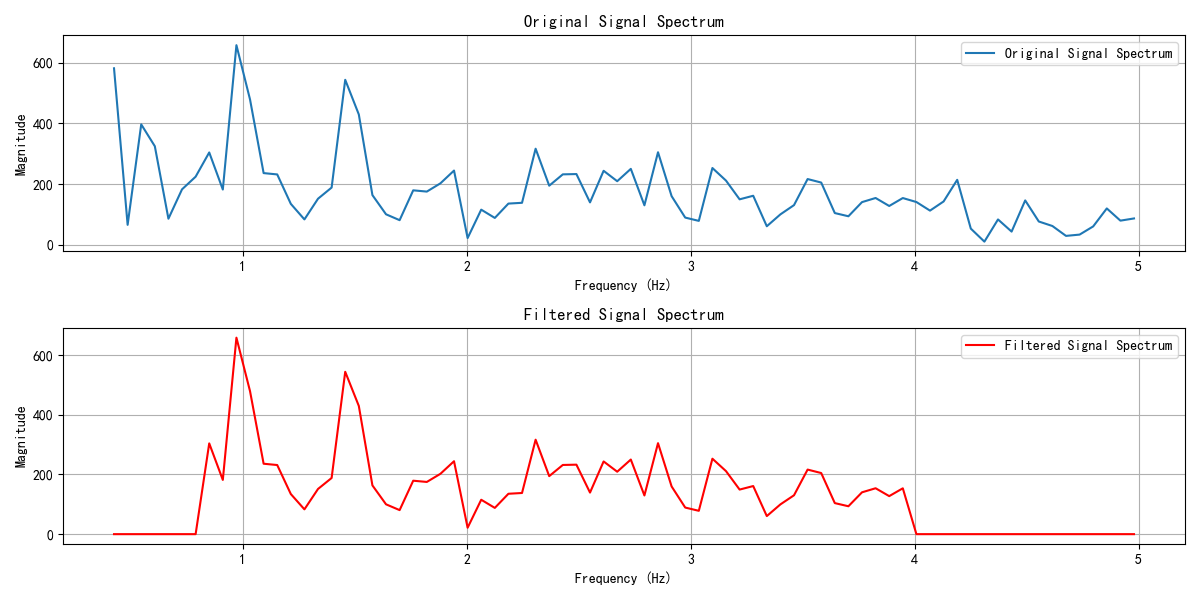 Original Signal Spectrum
Original Signal Spectrum
Magnitude
600
400
200
0
1 2 3 4 5
Frequency (Hz)
Filtered Signal Spectrum
Filtered Signal Spectrum
Magnitude
600
400
200
0
1 2 3 4 5
Frequency (Hz)